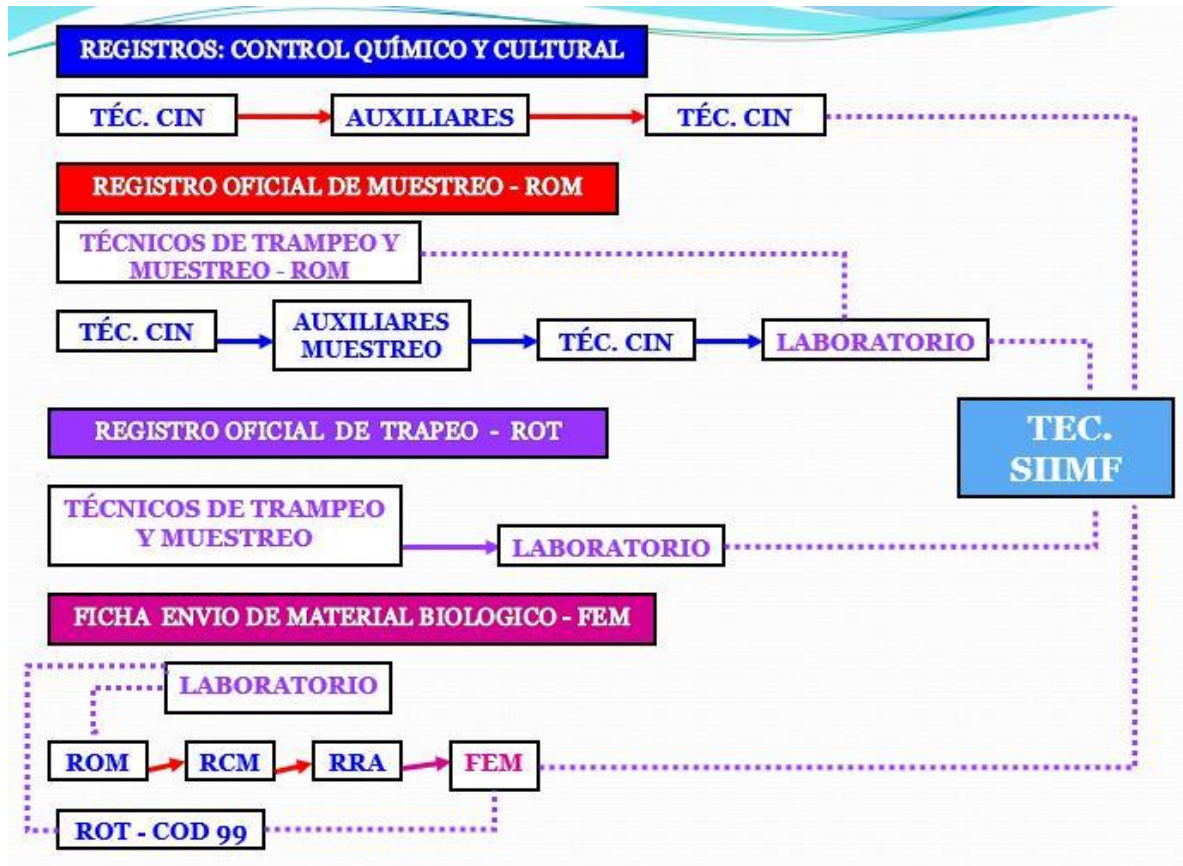 REGISTROS: CONTROL QUÍMICO Y CULTURAL
TÉC. CIN
AUXILIARES
TÉC. CIN
REGISTRO OFICIAL DE MUESTREO - ROM
TÉCNICOS DE TRAMPEO Y
MUESTREO - ROM
TÉC. CIN
AUXILIARES
MUESTREO
TÉC. CIN
LABORATORIO
REGISTRO OFICIAL DE TRAPEO - ROT
TEC.
SIIMF
TÉCNICOS DE TRAMPEO
Y MUESTREO
LABORATORIO
FICHA ENVIO DE MATERIAL BIOLOGICO - FEM
LABORATORIO
ROM
RCM
RRA
FEM
ROT - COD 99